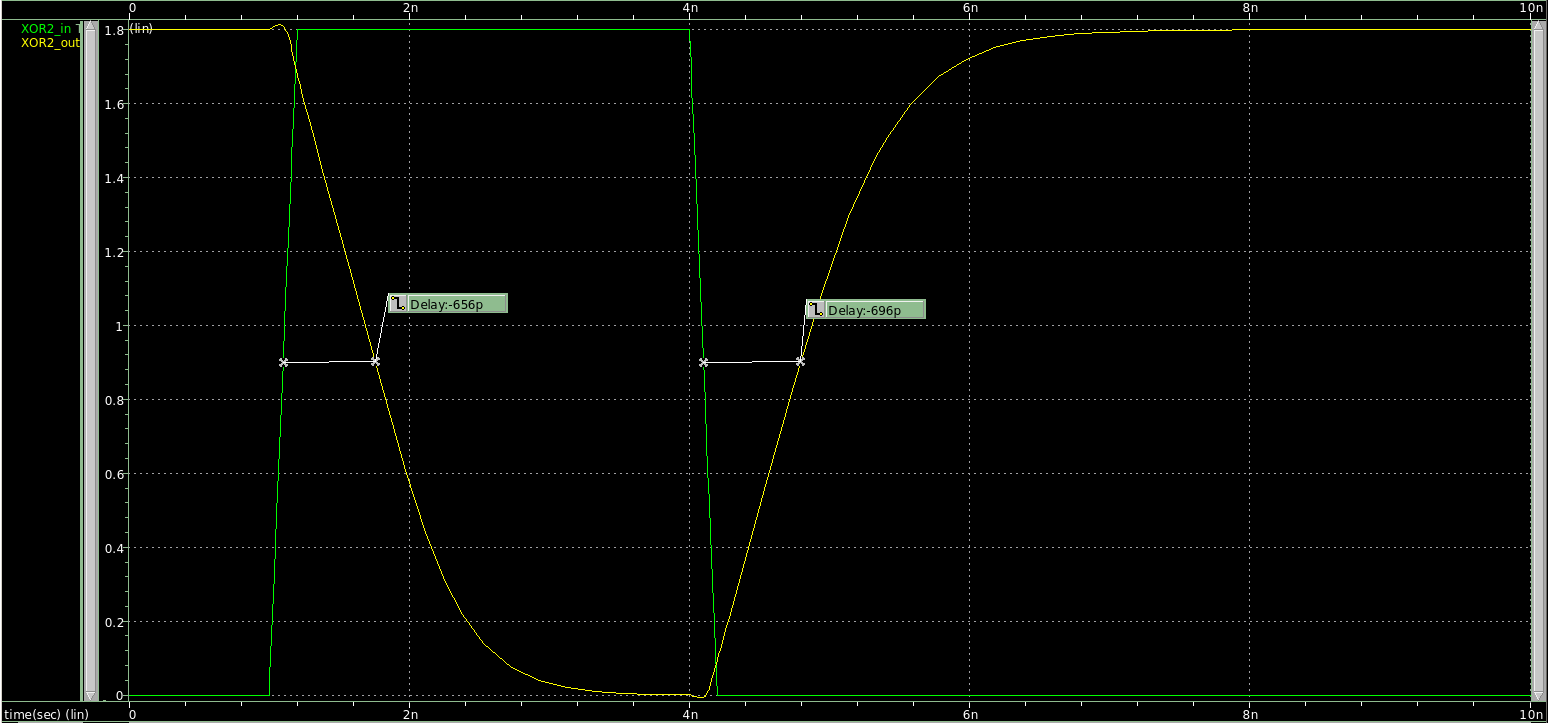 0 2n 4n 6n 8n 10n
XOR2_in
XOR2_out
1.8 (lin)
1.6
1.4
1.2
Delay:-656p
Delay:-696p
1
0.8
0.6
0.4
0.2
0
time(sec) (lin) 0 2n 4n 6n 8n 10n